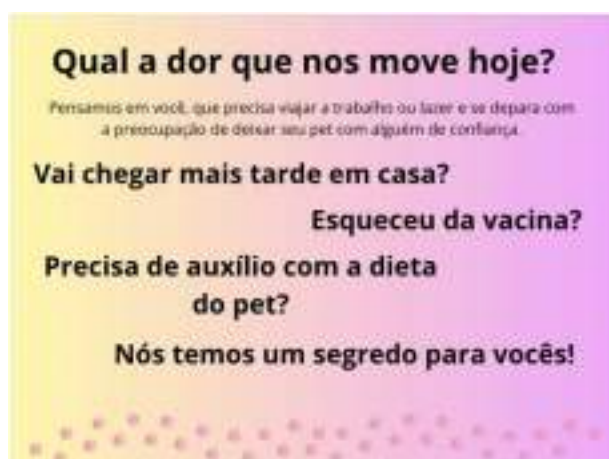 Qual a dor que nos move hoje?
Pensamos em você, que precisa viajar a trabalho ou lazer e se depara com
a preocupação de deixar seu pet com alguém de confiança.
Vai chegar mais tarde em casa?
Esqueceu da vacina?
Precisa de auxílio com a dieta
do pet?
Nós temos um segredo para vocês!